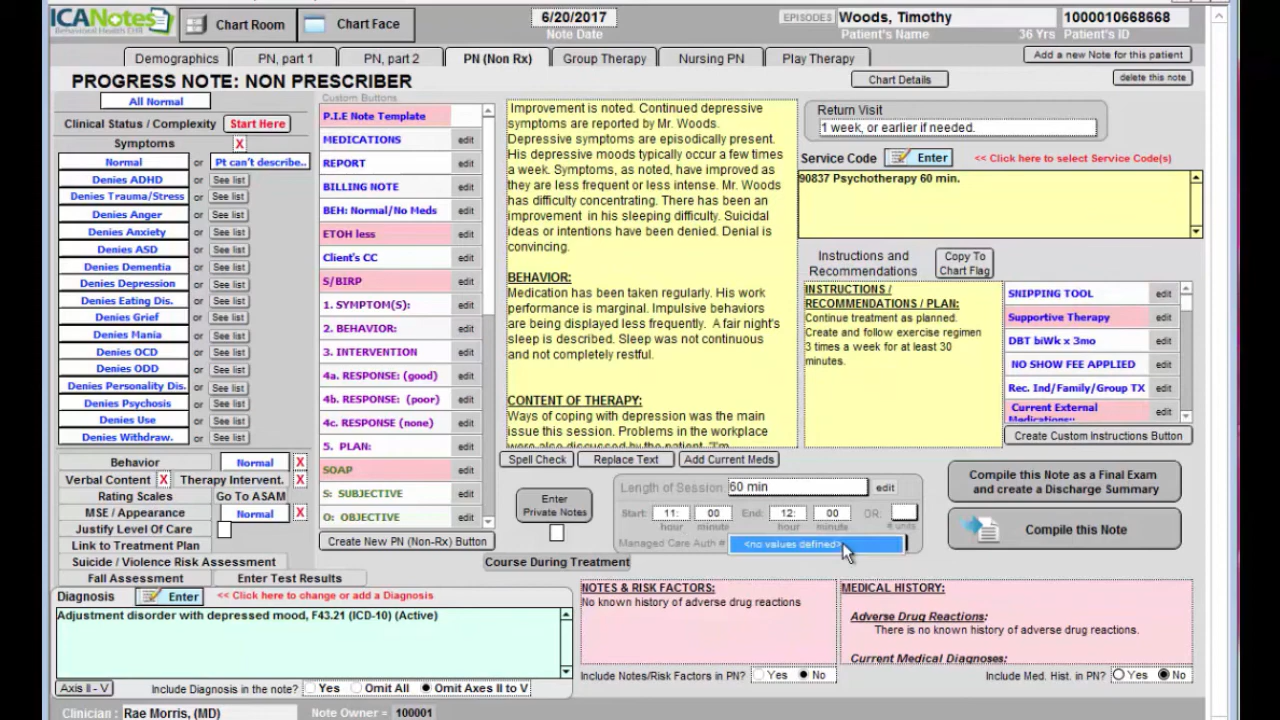 ICANotes
Behavioral Health EHR
Chart Room
Chart Face
6/20/2017
Note Date
EPISODES
Woods, Timothy
Patient's Name
36 Yrs
1000010668668
Patient's ID
Demographics
PN, part 1
PN, part 2
PN (Non Rx)
Group Therapy
Nursing PN
Play Therapy
Add a new Note for this patient
PROGRESS NOTE: NON PRESCRIBER
Chart Details
delete this note
All Normal
Clinical Status / Complexity
Start Here
Symptoms
X
Normal or Pt can't describe..
Denies ADHD or See list
Denies Trauma/Stress or See list
Denies Anger or See list
Denies Anxiety or See list
Denies ASD or See list
Denies Dementia or See list
Denies Depression or See list
Denies Eating Dis. or See list
Denies Grief or See list
Denies Mania or See list
Denies OCD or See list
Denies ODD or See list
Denies Personality Dis. or See list
Denies Psychosis or See list
Denies Use or See list
Denies Withdraw. or See list
Behavior Normal X
Verbal Content X Therapy Intervent. X
Rating Scales Go To ASAM
MSE / Appearance Normal X
Justify Level Of Care
Link to Treatment Plan
Suicide / Violence Risk Assessment
Fall Assessment Enter Test Results
Custom Buttons
P.I.E Note Template
MEDICATIONS edit
REPORT edit
BILLING NOTE edit
BEH: Normal/No Meds edit
ETOH less edit
Client's CC edit
S/BIRP edit
1. SYMPTOM(S): edit
2. BEHAVIOR: edit
3. INTERVENTION edit
4a. RESPONSE: (good) edit
4b. RESPONSE: (poor) edit
4c. RESPONSE (none) edit
5. PLAN: edit
SOAP edit
S: SUBJECTIVE edit
O: OBJECTIVE edit
Create New PN (Non-Rx) Button
Improvement is noted. Continued depressive
symptoms are reported by Mr. Woods.
Depressive symptoms are episodically present.
His depressive moods typically occur a few times
a week. Symptoms, as noted, have improved as
they are less frequent or less intense. Mr. Woods
has difficulty concentrating. There has been an
improvement in his sleeping difficulty. Suicidal
ideas or intentions have been denied. Denial is
convincing.
BEHAVIOR:
Medication has been taken regularly. His work
performance is marginal. Impulsive behaviors
are being displayed less frequently. A fair night's
sleep is described. Sleep was not continuous
and not completely restful.
CONTENT OF THERAPY:
Ways of coping with depression was the main
issue this session. Problems in the workplace
were also discussed by the patient. "I'm
Spell Check
Replace Text
Add Current Meds
Enter
Private Notes
Length of Session: 60 min edit
Start: 11: 00 End: 12: 00 OR:
hour minute hour minute # units
Managed Care Auth #
<no values defined>
Course During Treatment
Return Visit
1 week, or earlier if needed.
Service Code
Enter
<< Click here to select Service Code(s)
90837 Psychotherapy 60 min.
Instructions and
Recommendations
Copy To
Chart Flag
INSTRUCTIONS /
RECOMMENDATIONS / PLAN:
Continue treatment as planned.
Create and follow exercise regimen
3 times a week for at least 30
minutes.
SNIPPING TOOL edit
Supportive Therapy edit
DBT biWk x 3mo edit
NO SHOW FEE APPLIED edit
Rec. Ind/Family/Group TX edit
Current External edit
Medications::
Create Custom Instructions Button
Compile this Note as a Final Exam
and create a Discharge Summary
Compile this Note
Diagnosis
Enter
<< Click here to change or add a Diagnosis
Adjustment disorder with depressed mood, F43.21 (ICD-10) (Active)
Axis II - V
Include Diagnosis in the note? Yes Omit All Omit Axes II to V
NOTES & RISK FACTORS:
No known history of adverse drug reactions
Include Notes/Risk Factors in PN? Yes No
MEDICAL HISTORY:
Adverse Drug Reactions:
There is no known history of adverse drug reactions.
Current Medical Diagnoses:
Include Med. Hist. in PN? Yes No
Clinician : Rae Morris, (MD)
Note Owner = 100001